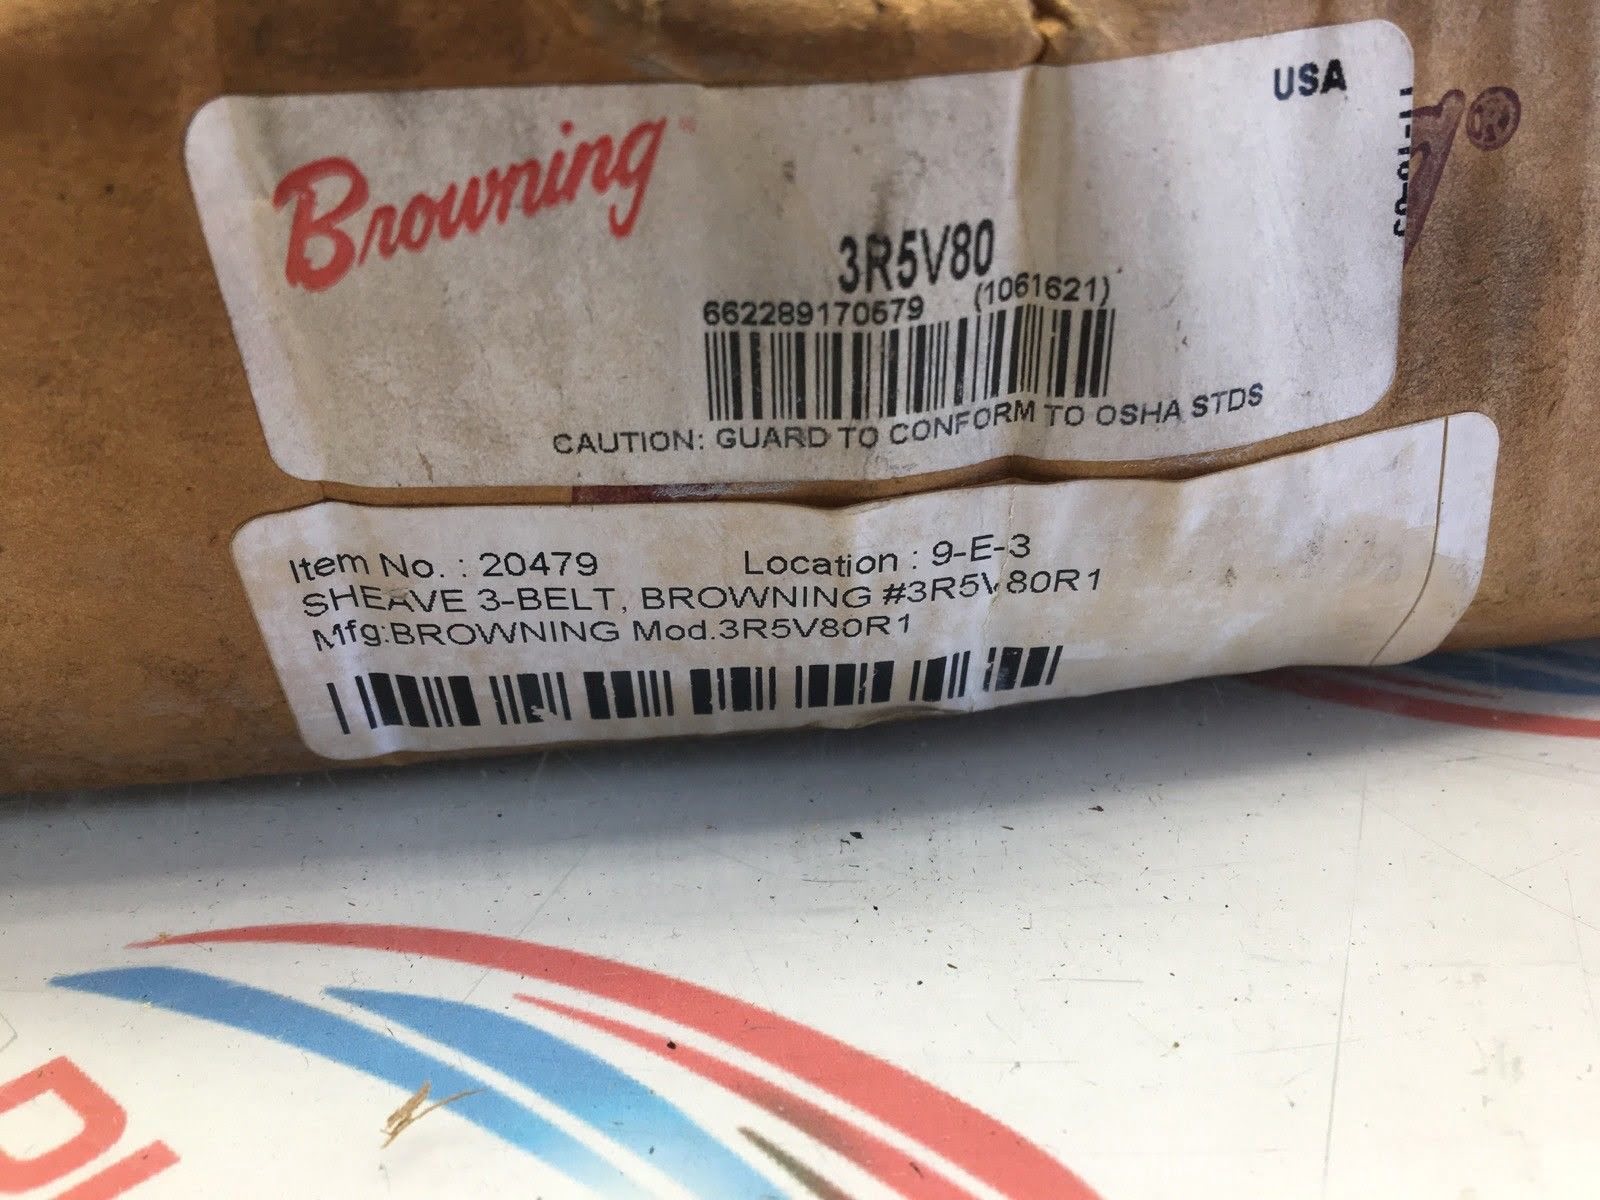 USA
Browning
3R5V80
662289170679 (1061621)
CAUTION: GUARD TO CONFORM TO OSHA STDS
Item No. : 20479 Location : 9-E-3
SHEAVE 3-BELT, BROWNING #3R5V80R1
Mfg:BROWNING Mod.3R5V80R1